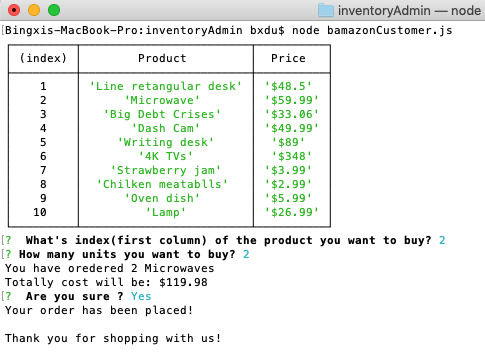 inventoryAdmin — node
[Bingxis-MacBook-Pro:inventoryAdmin bxdu$ node bamazonCustomer.js
(index) Product Price
1 'Line retangular desk' '$48.5'
2 'Microwave' '$59.99'
3 'Big Debt Crises' '$33.06'
4 'Dash Cam' '$49.99'
5 'Writing desk' '$89'
6 '4K TVs' '$348'
7 'Strawberry jam' '$3.99'
8 'Chilken meatablls' '$2.99'
9 'Oven dish' '$5.99'
10 'Lamp' '$26.99'
[? What's index(first column) of the product you want to buy? 2
[? How many units you want to buy? 2
You have oredered 2 Microwaves
Totally cost will be: $119.98
[? Are you sure ? Yes
Your order has been placed!
Thank you for shopping with us!